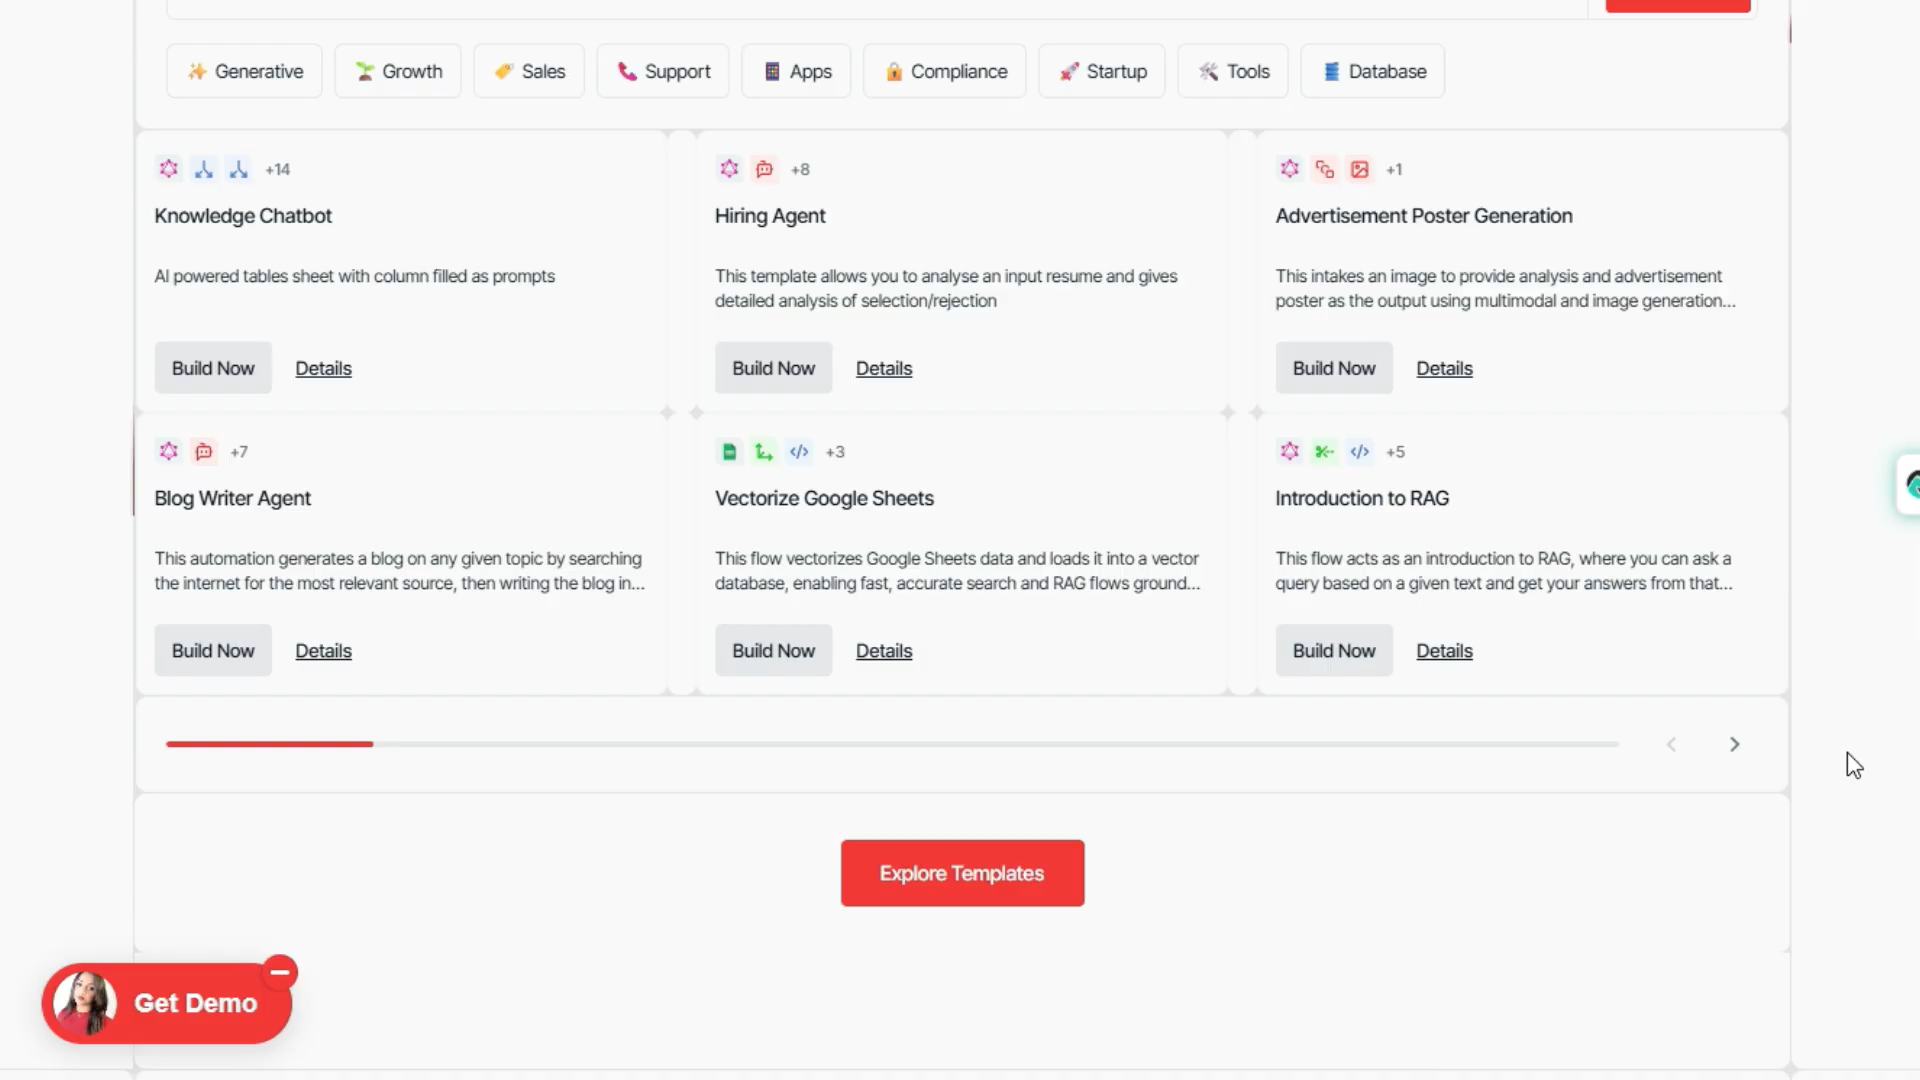 Generative
Growth
Sales
Support
Apps
Compliance
Startup
Tools
Database
+14
Knowledge Chatbot
AI powered tables sheet with column filled as prompts
Build Now
Details
+8
Hiring Agent
This template allows you to analyse an input resume and gives
detailed analysis of selection/rejection
Build Now
Details
+1
Advertisement Poster Generation
This intakes an image to provide analysis and advertisement
poster as the output using multimodal and image generation...
Build Now
Details
+7
Blog Writer Agent
This automation generates a blog on any given topic by searching
the internet for the most relevant source, then writing the blog in...
Build Now
Details
+3
Vectorize Google Sheets
This flow vectorizes Google Sheets data and loads it into a vector
database, enabling fast, accurate search and RAG flows ground...
Build Now
Details
+5
Introduction to RAG
This flow acts as an introduction to RAG, where you can ask a
query based on a given text and get your answers from that...
Build Now
Details
Explore Templates
Get Demo